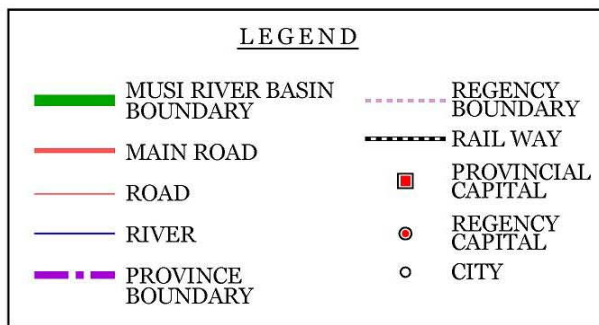 LEGEND
MUSI RIVER BASIN
BOUNDARY
MAIN ROAD
ROAD
RIVER
PROVINCE
BOUNDARY
REGENCY
BOUNDARY
RAIL WAY
PROVINCIAL
CAPITAL
REGENCY
CAPITAL
CITY